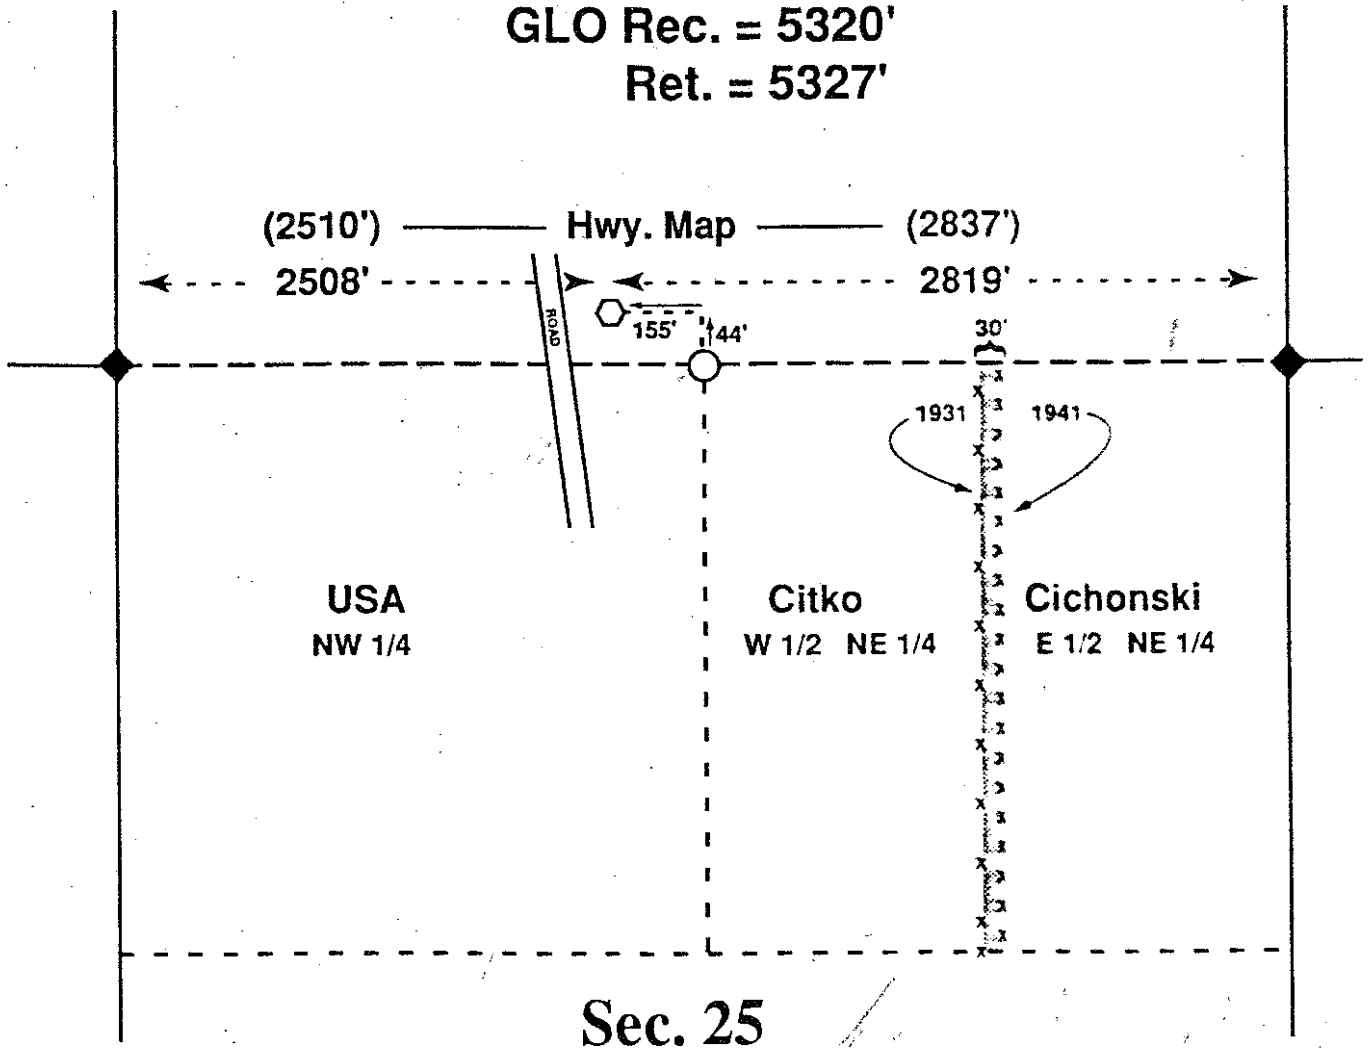 GLO Rec. = 5320'
Ret. = 5327'
(2510') Hwy. Map (2837')
2508' 2819'
ROAD
155' 44' 30'
1931 1941
USA Citko Cichonski
NW 1/4 W 1/2 NE 1/4 E 1/2 NE 1/4
Sec. 25